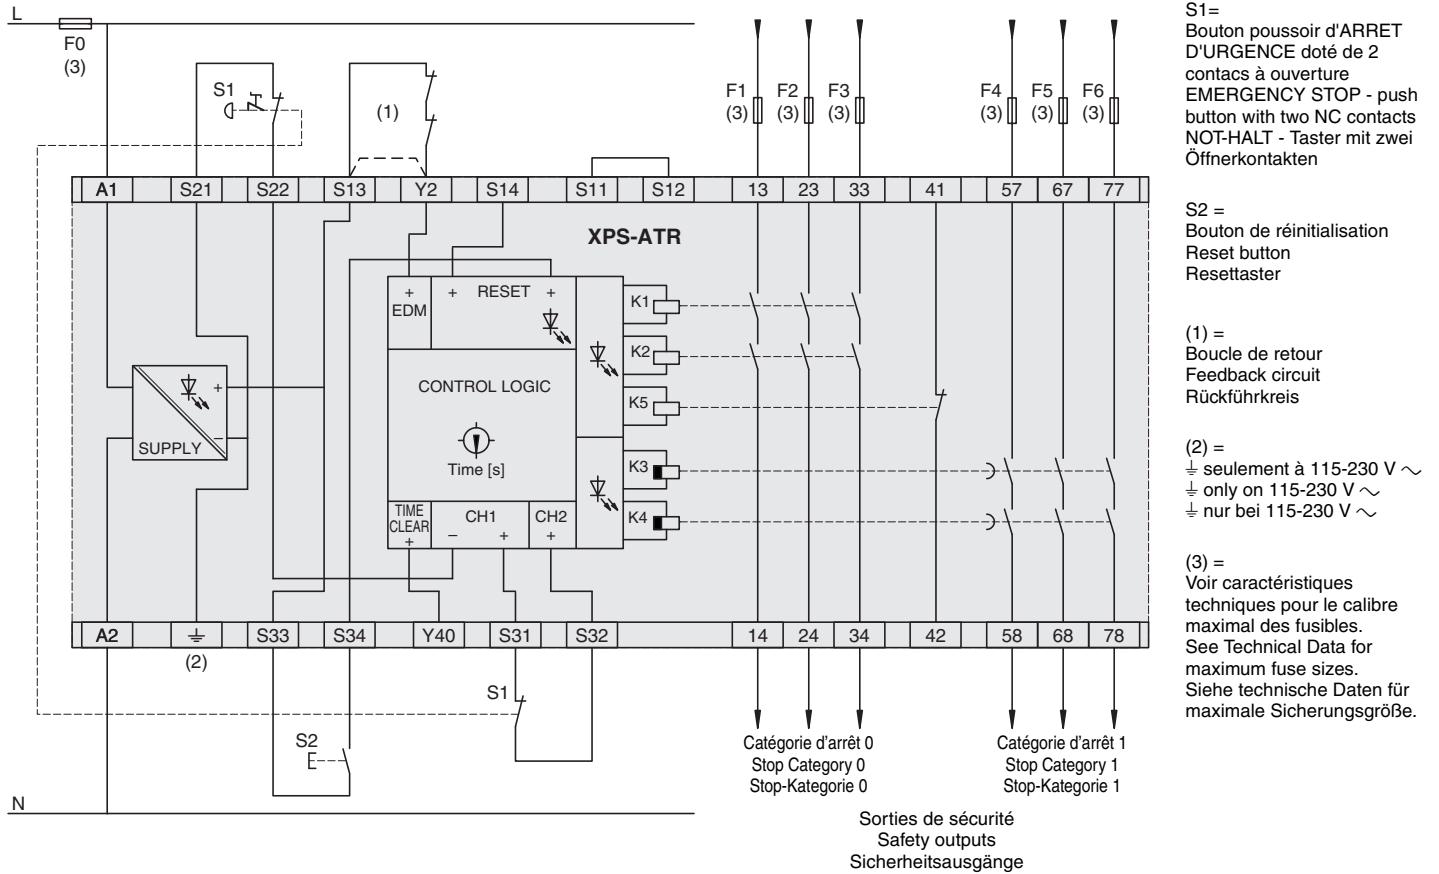 L
F0
(3)
S1
(1)
F1
(3)
F2
(3)
F3
(3)
F4
(3)
F5
(3)
F6
(3)
A1 S21 S22 S13 Y2 S14 S11 S12 13 23 33 41 57 67 77
XPS-ATR
+ EDM
+ RESET +
K1
K2
K5
K3
K4
CONTROL LOGIC
Time [s]
+
−
SUPPLY
TIME
CLEAR
+
CH1
− +
CH2
+
A2 ⏚ S33 S34 Y40 S31 S32 14 24 34 42 58 68 78
(2)
S1
S2
N
Catégorie d'arrêt 0
Stop Category 0
Stop-Kategorie 0
Catégorie d'arrêt 1
Stop Category 1
Stop-Kategorie 1
Sorties de sécurité
Safety outputs
Sicherheitsausgänge
S1=
Bouton poussoir d'ARRET
D'URGENCE doté de 2
contacs à ouverture
EMERGENCY STOP - push
button with two NC contacts
NOT-HALT - Taster mit zwei
Öffnerkontakten
S2 =
Bouton de réinitialisation
Reset button
Resettaster
(1) =
Boucle de retour
Feedback circuit
Rückführkreis
(2) =
⏚ seulement à 115-230 V ~
⏚ only on 115-230 V ~
⏚ nur bei 115-230 V ~
(3) =
Voir caractéristiques
techniques pour le calibre
maximal des fusibles.
See Technical Data for
maximum fuse sizes.
Siehe technische Daten für
maximale Sicherungsgröße.